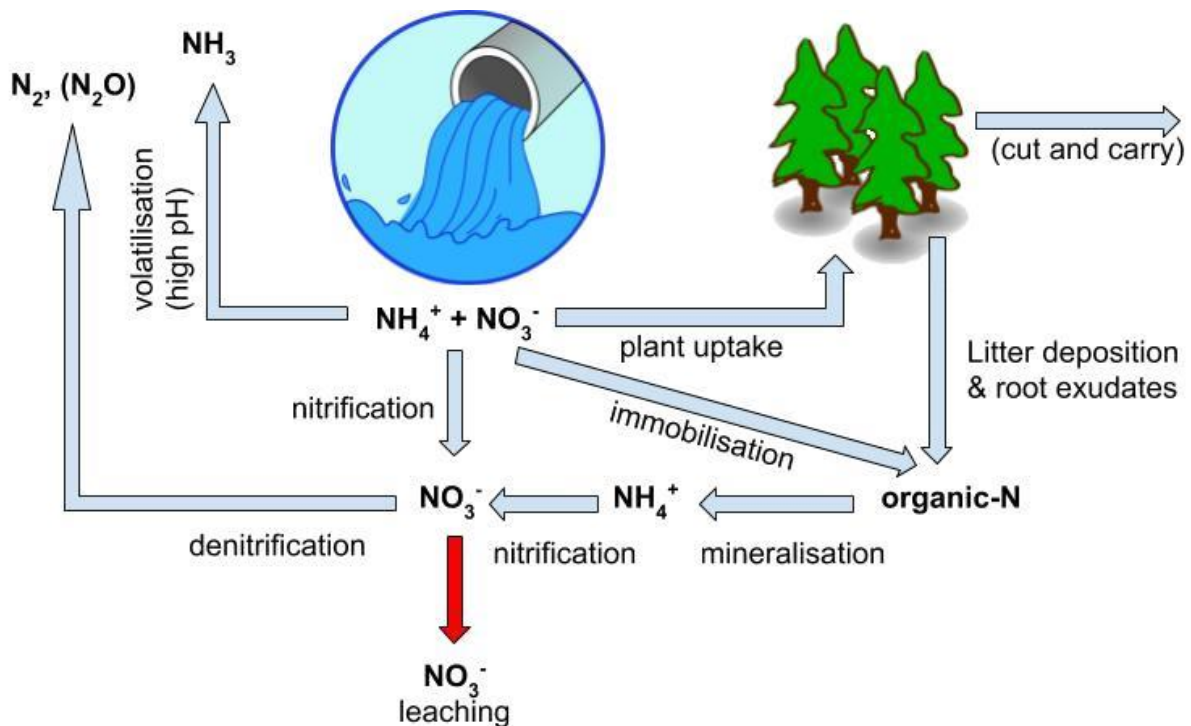 NH₃
N₂, (N₂O)
volatilisation
(high pH)
(cut and carry)
NH₄⁺ + NO₃⁻
plant uptake
Litter deposition
& root exudates
nitrification
immobilisation
NO₃⁻
NH₄⁺
organic-N
denitrification
nitrification
mineralisation
NO₃⁻
leaching